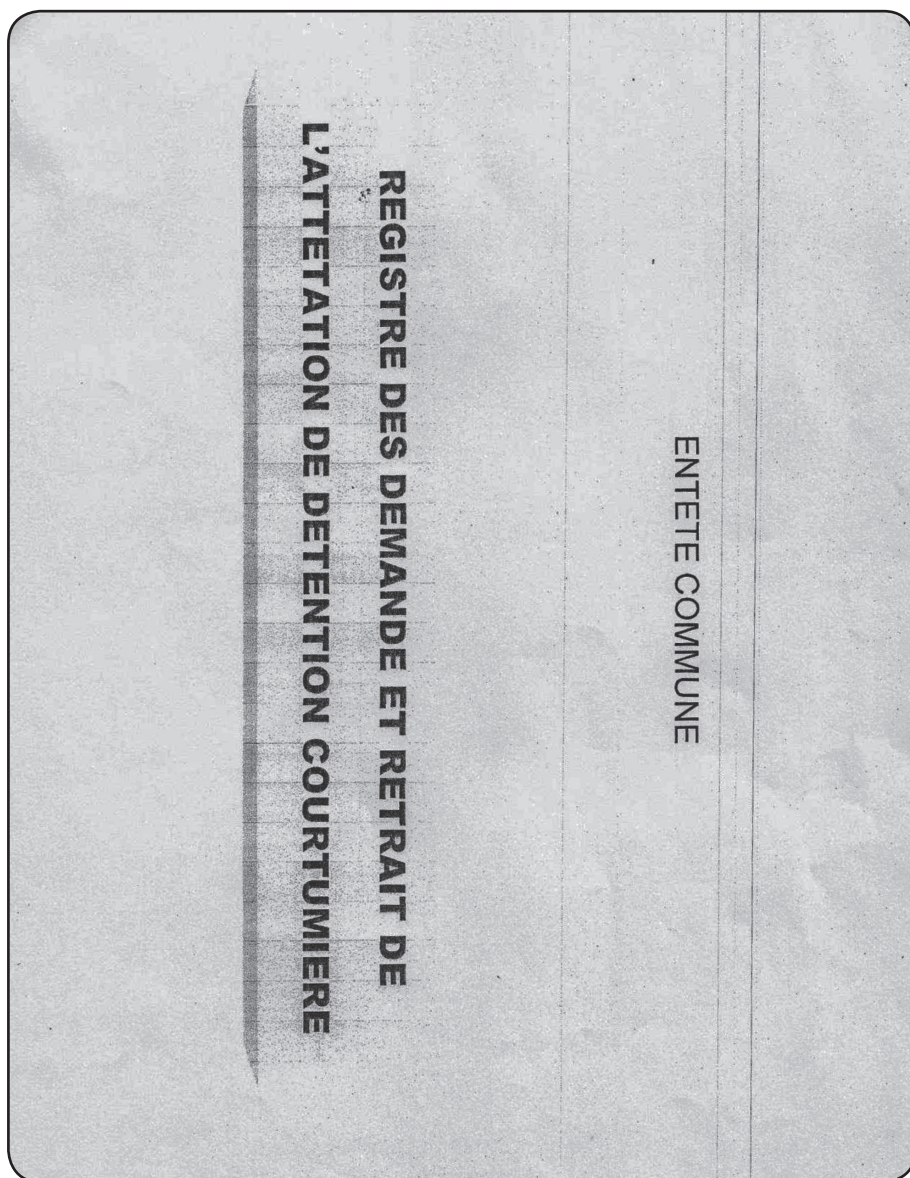 ENTETE COMMUNE
REGISTRE DES DEMANDE ET RETRAIT DE
L'ATTETATION DE DETENTION COURTUMIERE